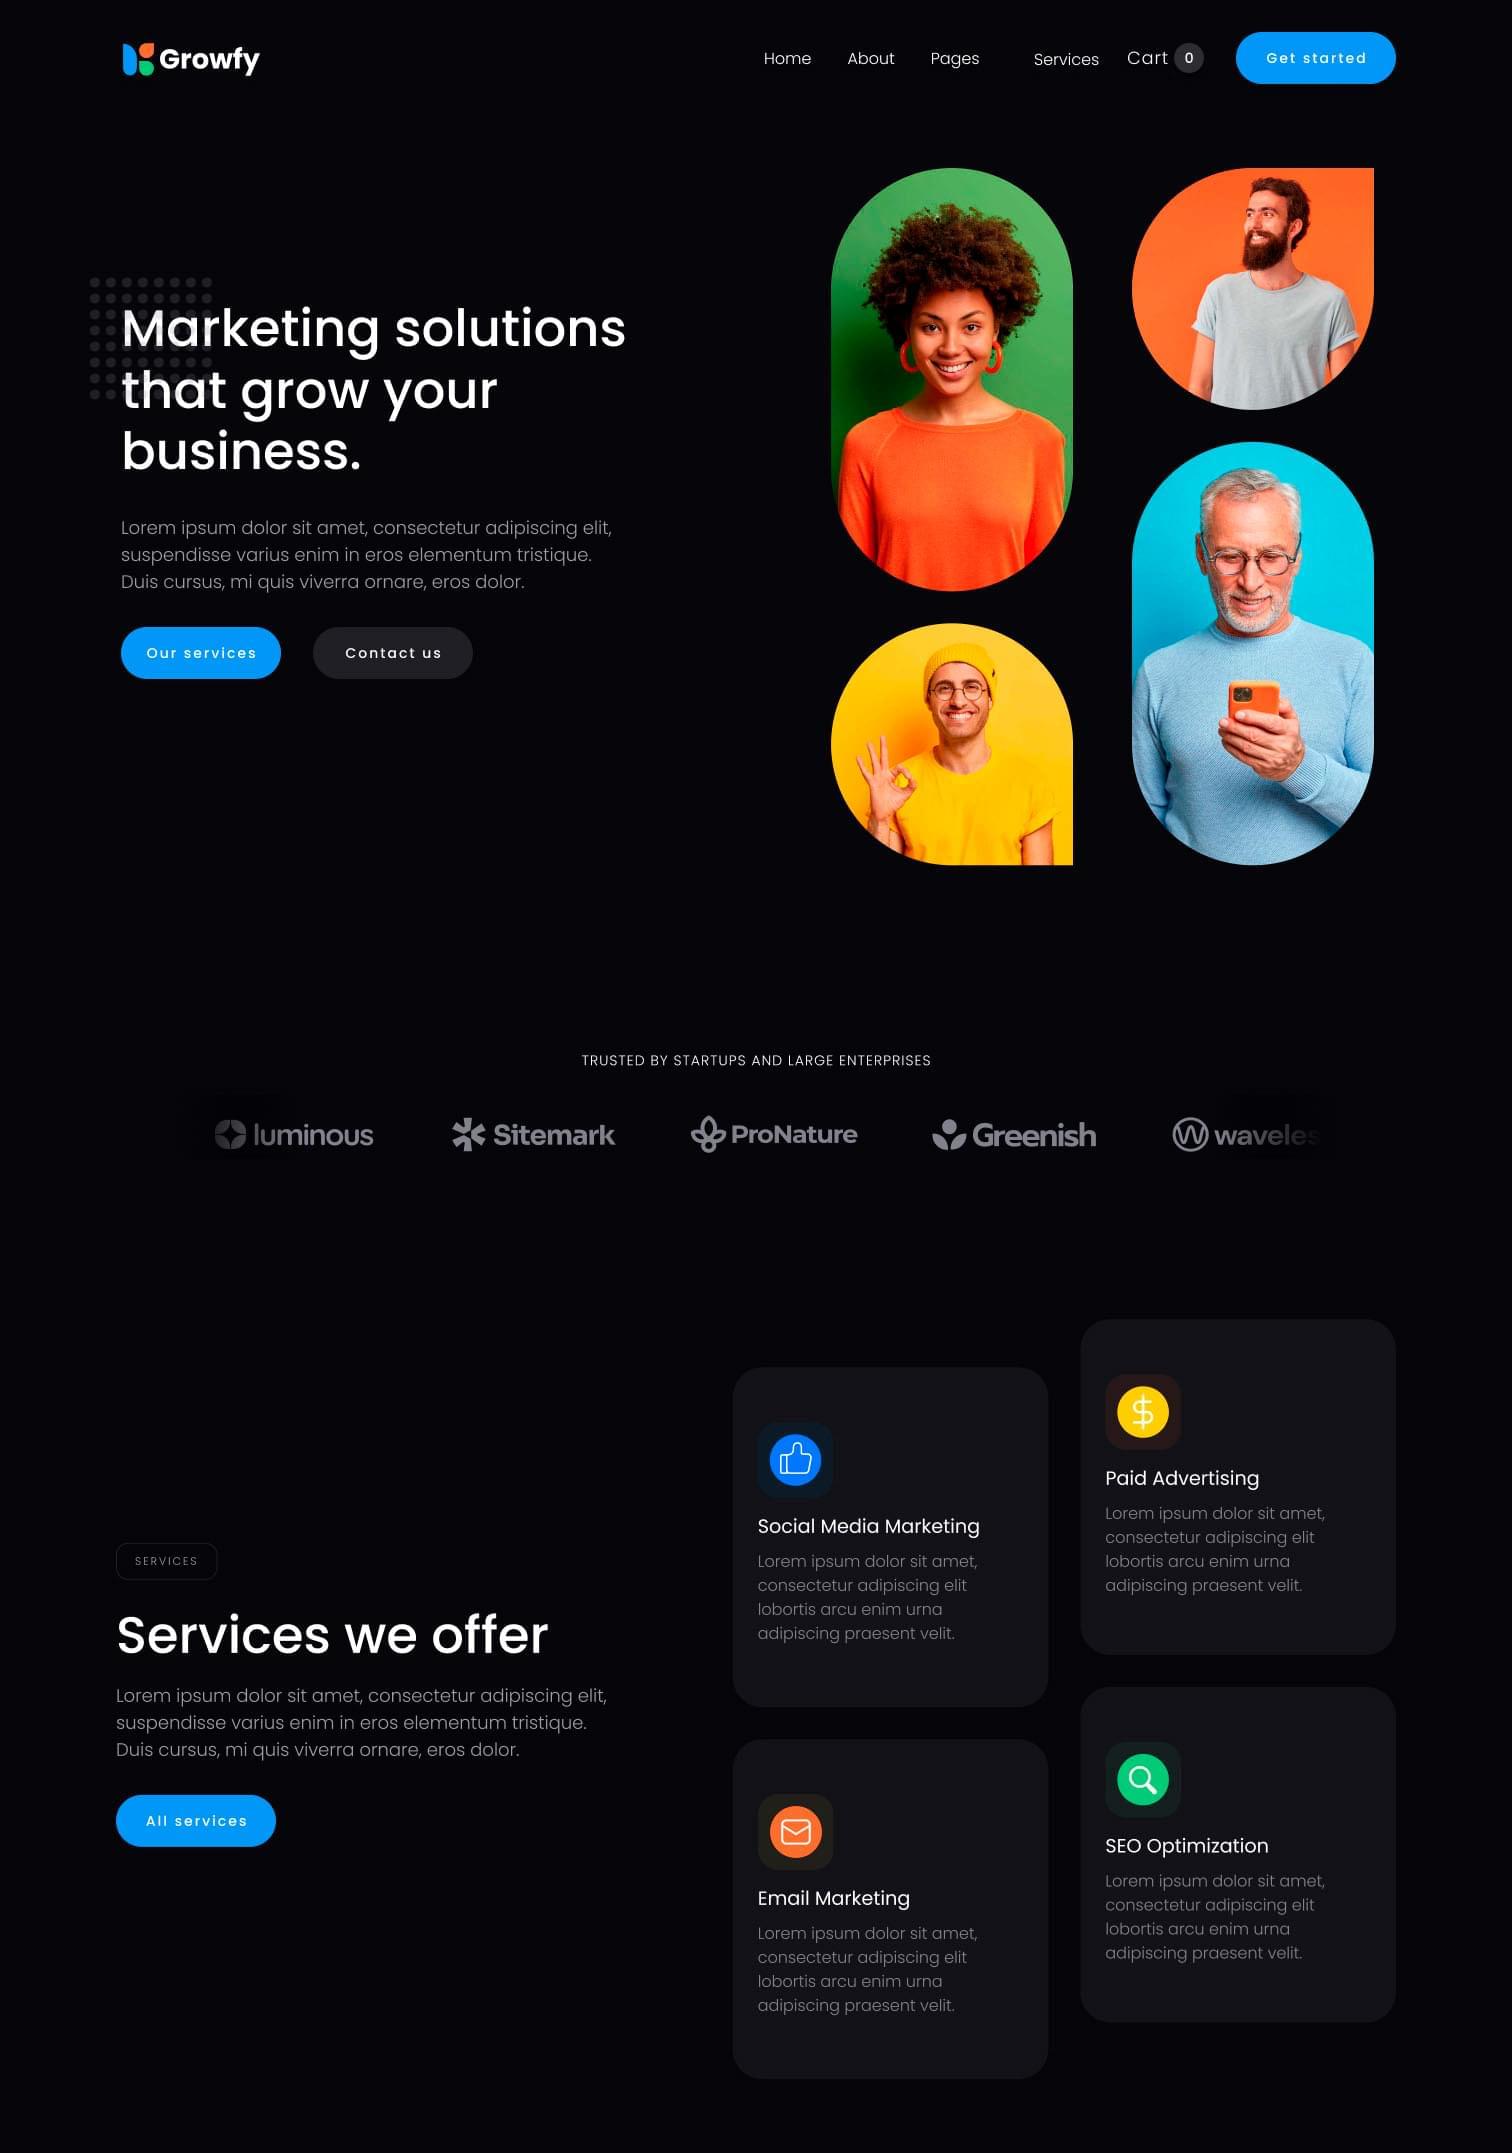 Growfy
Home
About
Pages
Services
Cart 0
Get started
Marketing solutions
that grow your
business.
Lorem ipsum dolor sit amet, consectetur adipiscing elit,
suspendisse varius enim in eros elementum tristique.
Duis cursus, mi quis viverra ornare, eros dolor.
Our services
Contact us
TRUSTED BY STARTUPS AND LARGE ENTERPRISES
luminous
Sitemark
ProNature
Greenish
waveles
SERVICES
Services we offer
Lorem ipsum dolor sit amet, consectetur adipiscing elit,
suspendisse varius enim in eros elementum tristique.
Duis cursus, mi quis viverra ornare, eros dolor.
All services
Social Media Marketing
Lorem ipsum dolor sit amet,
consectetur adipiscing elit
lobortis arcu enim urna
adipiscing praesent velit.
Paid Advertising
Lorem ipsum dolor sit amet,
consectetur adipiscing elit
lobortis arcu enim urna
adipiscing praesent velit.
Email Marketing
Lorem ipsum dolor sit amet,
consectetur adipiscing elit
lobortis arcu enim urna
adipiscing praesent velit.
SEO Optimization
Lorem ipsum dolor sit amet,
consectetur adipiscing elit
lobortis arcu enim urna
adipiscing praesent velit.